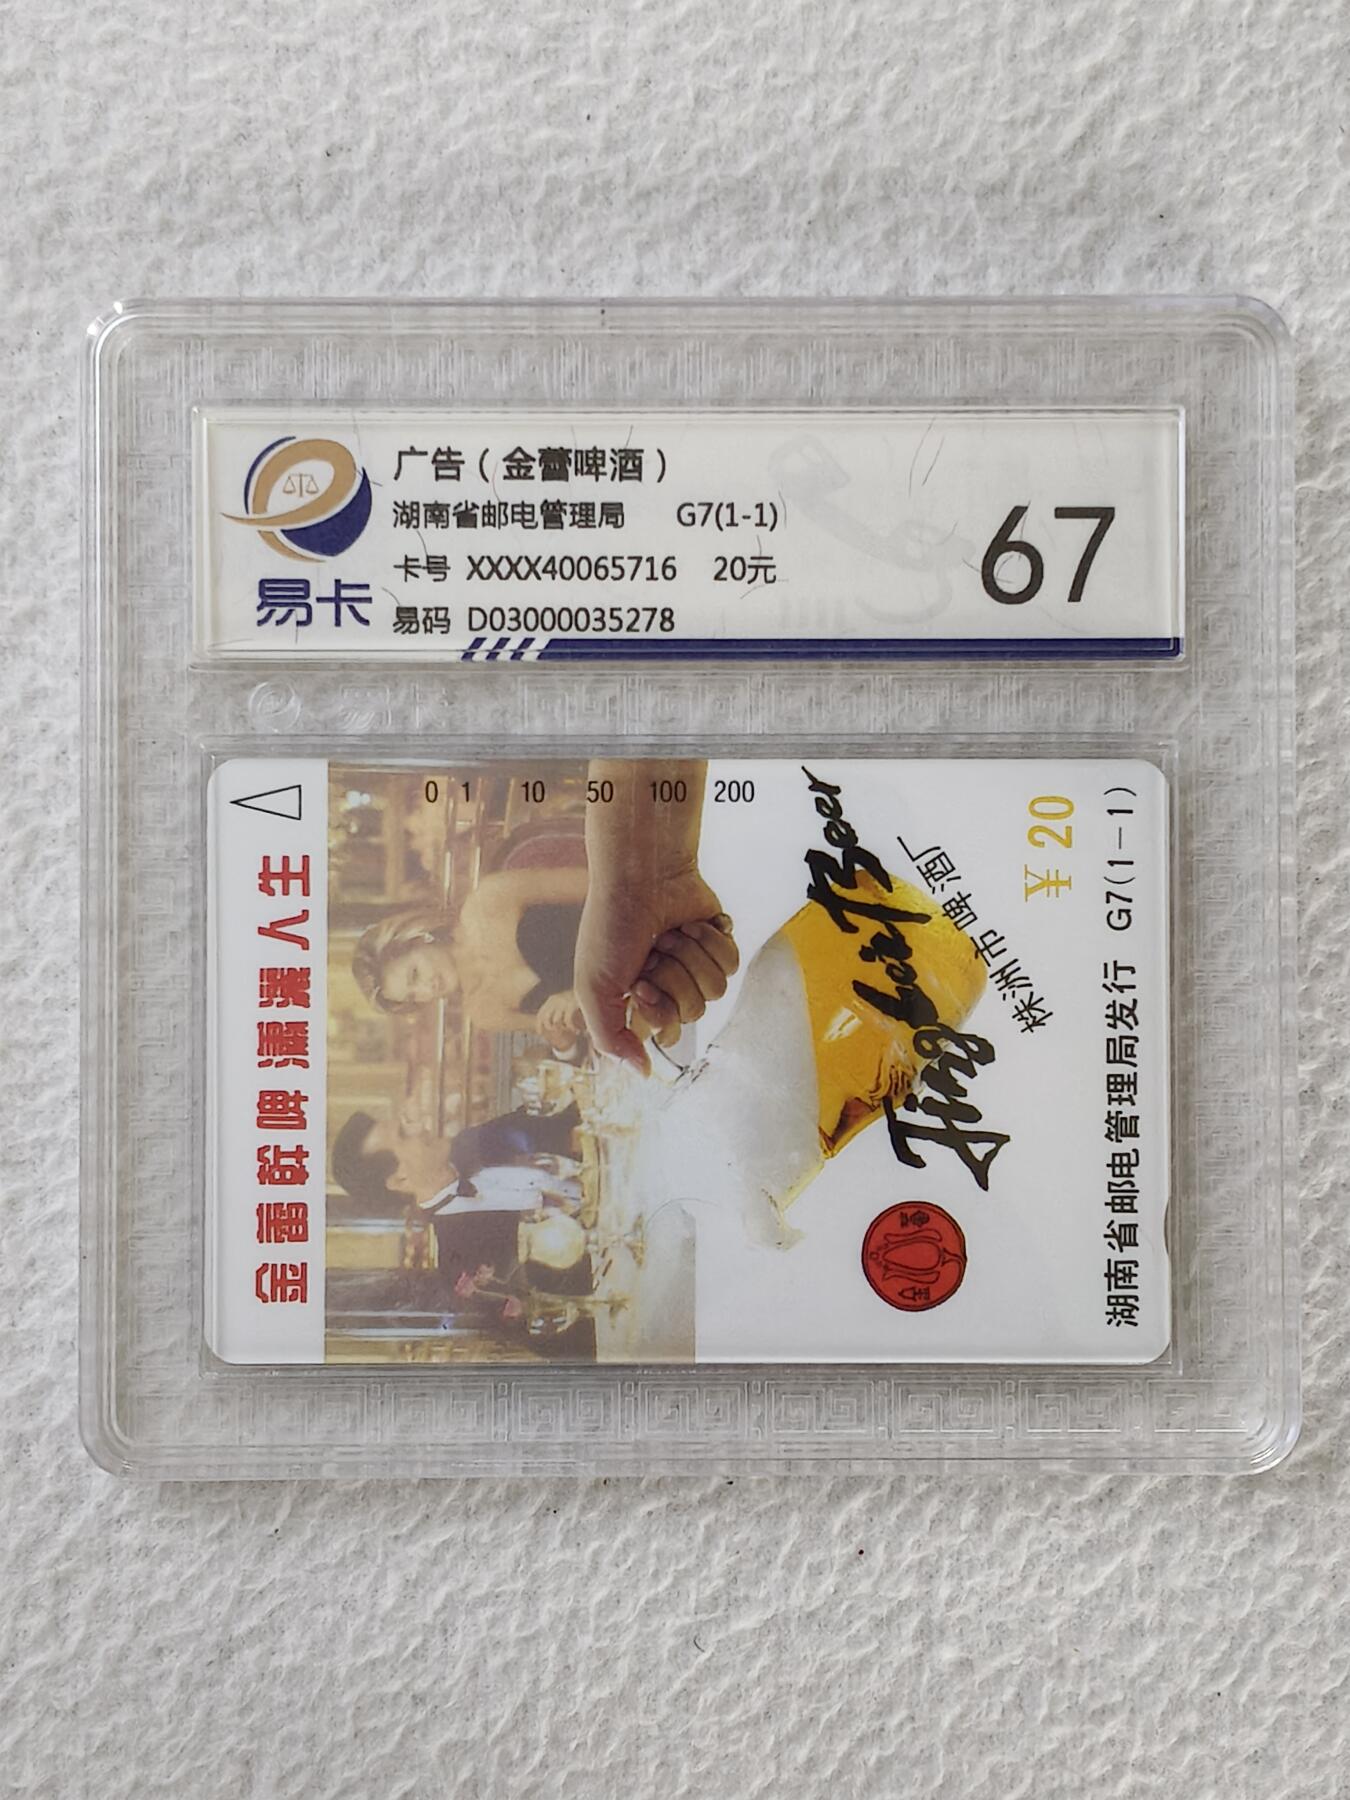 易卡
广告（金蕾啤酒）
湖南省邮电管理局 G7(1-1)
卡号 XXXX40065716 20元
易码 D03000035278
67
0 1 10 50 100 200
金蕾乾啤潇洒人生
Jing Lei Beer
株洲市啤酒厂
¥20
湖南省邮电管理局发行 G7(1-1)